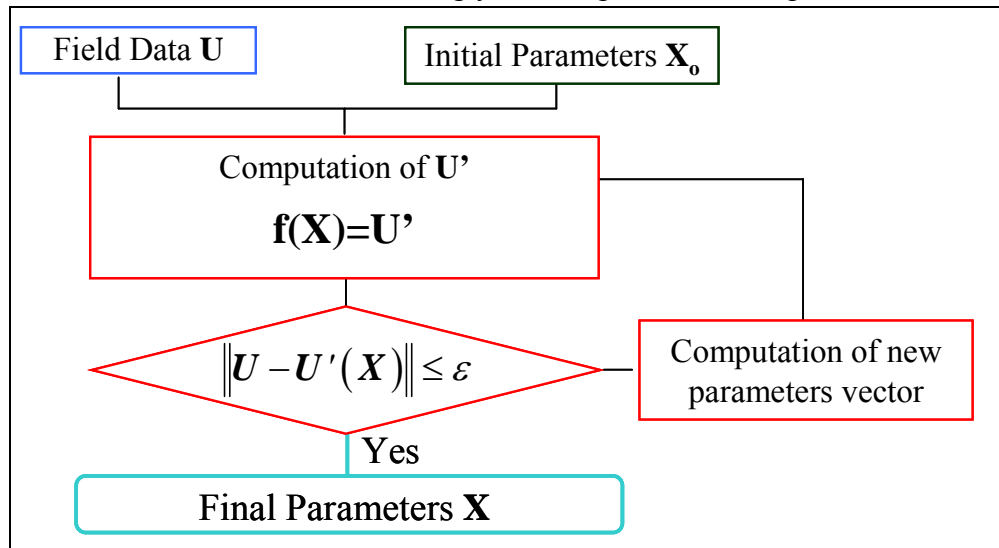 Field Data U
Initial Parameters Xo
Computation of U’
f(X)=U’
‖U − U '(X)‖ ≤ ε
Computation of new
parameters vector
Yes
Final Parameters X